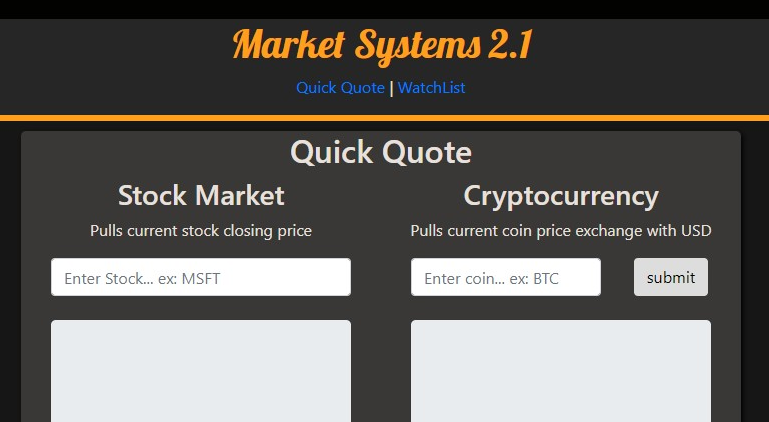 Market Systems 2.1
Quick Quote | WatchList
Quick Quote
Stock Market
Pulls current stock closing price
Enter Stock... ex: MSFT
Cryptocurrency
Pulls current coin price exchange with USD
Enter coin... ex: BTC
submit